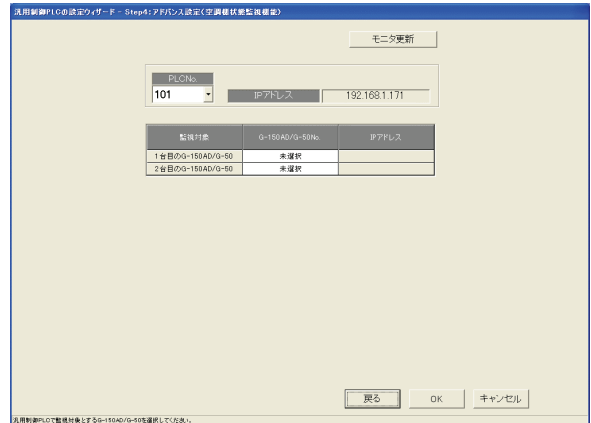 汎用制御PLCの設定ウィザード - Step4:アドバンス設定(空調機状態監視機能)
モニタ更新
PLCNo.
101
IPアドレス 192.168.1.171
監視対象 G-150AD/G-50No. IPアドレス
1台目のG-150AD/G-50 未選択
2台目のG-150AD/G-50 未選択
戻る OK キャンセル
汎用制御PLCで監視対象とするG-150AD/G-50を選択してください。